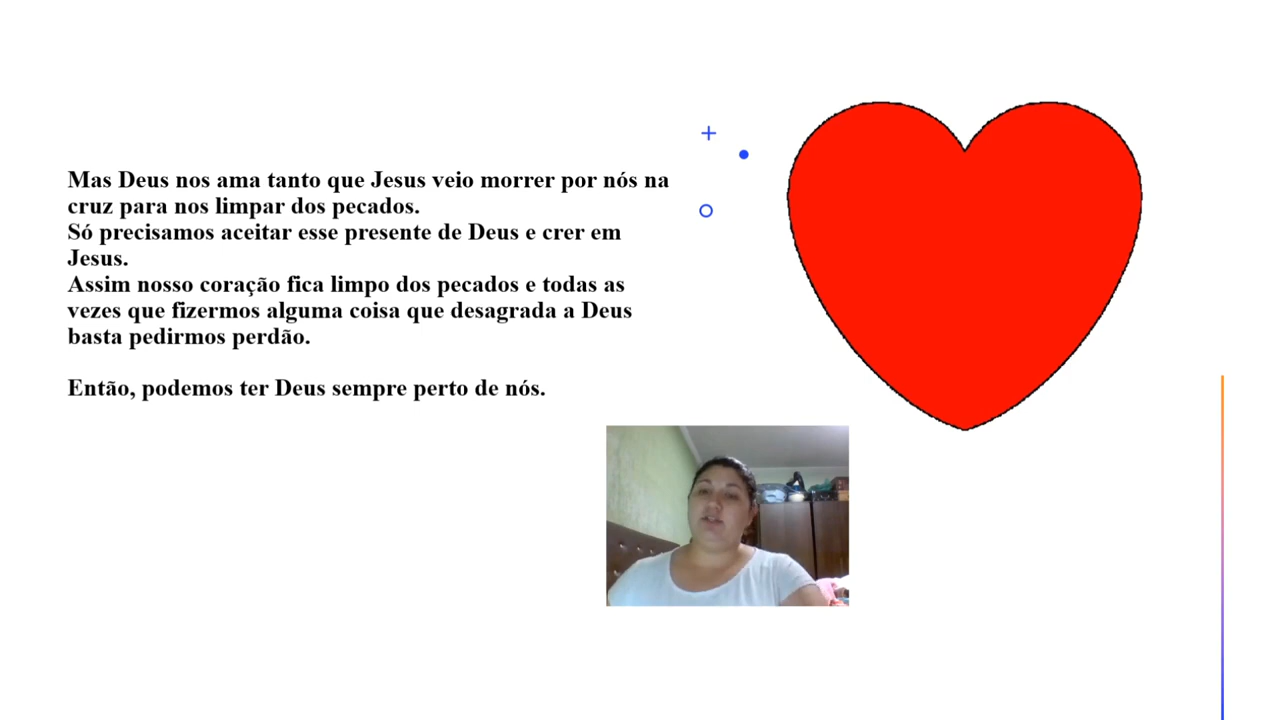 Mas Deus nos ama tanto que Jesus veio morrer por nós na
cruz para nos limpar dos pecados.
Só precisamos aceitar esse presente de Deus e crer em
Jesus.
Assim nosso coração fica limpo dos pecados e todas as
vezes que fizermos alguma coisa que desagrada a Deus
basta pedirmos perdão.
Então, podemos ter Deus sempre perto de nós.